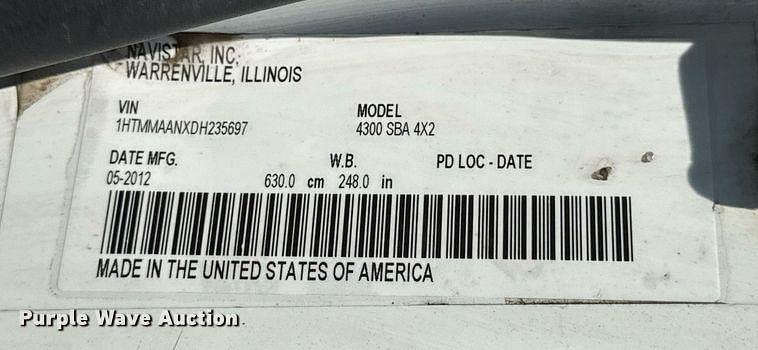 NAVISTAR, INC.
WARRENVILLE, ILLINOIS
VIN MODEL
1HTMMAANXDH235697 4300 SBA 4X2
DATE MFG. W.B. PD LOC - DATE
05-2012 630.0 cm 248.0 in
MADE IN THE UNITED STATES OF AMERICA
Purple Wave Auction